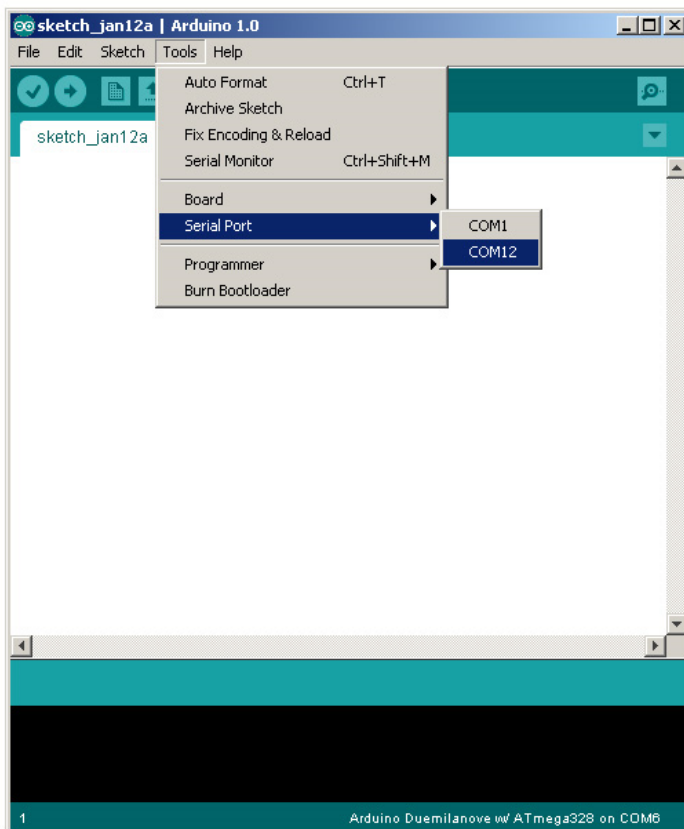 sketch_jan12a | Arduino 1.0
File Edit Sketch Tools Help
sketch_jan12a
Auto Format Ctrl+T
Archive Sketch
Fix Encoding & Reload
Serial Monitor Ctrl+Shift+M
Board
Serial Port
COM1
COM12
Programmer
Burn Bootloader
1 Arduino Duemilanove w/ ATmega328 on COM6